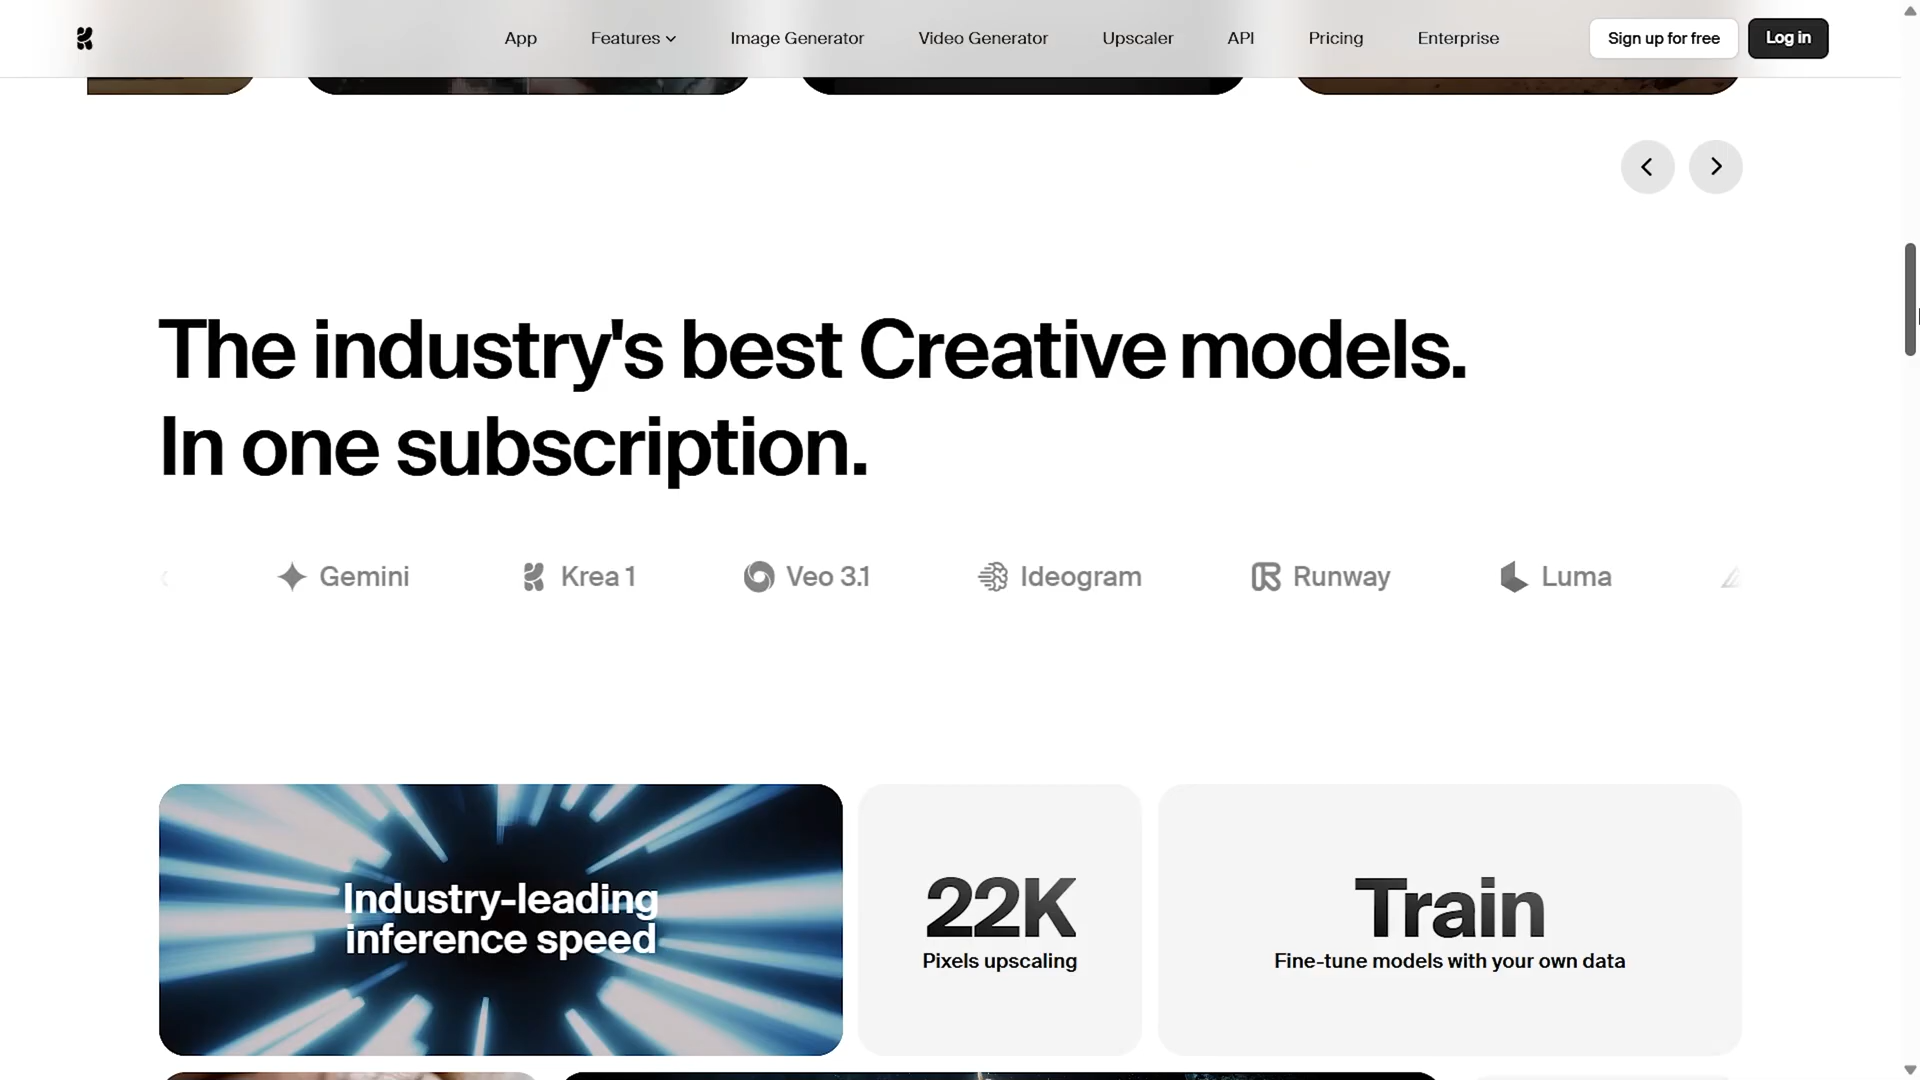 App
Features
Image Generator
Video Generator
Upscaler
API
Pricing
Enterprise
Sign up for free
Log in
The industry's best Creative models.
In one subscription.
Gemini
Krea 1
Veo 3.1
Ideogram
Runway
Luma
Industry-leading
inference speed
22K
Pixels upscaling
Train
Fine-tune models with your own data